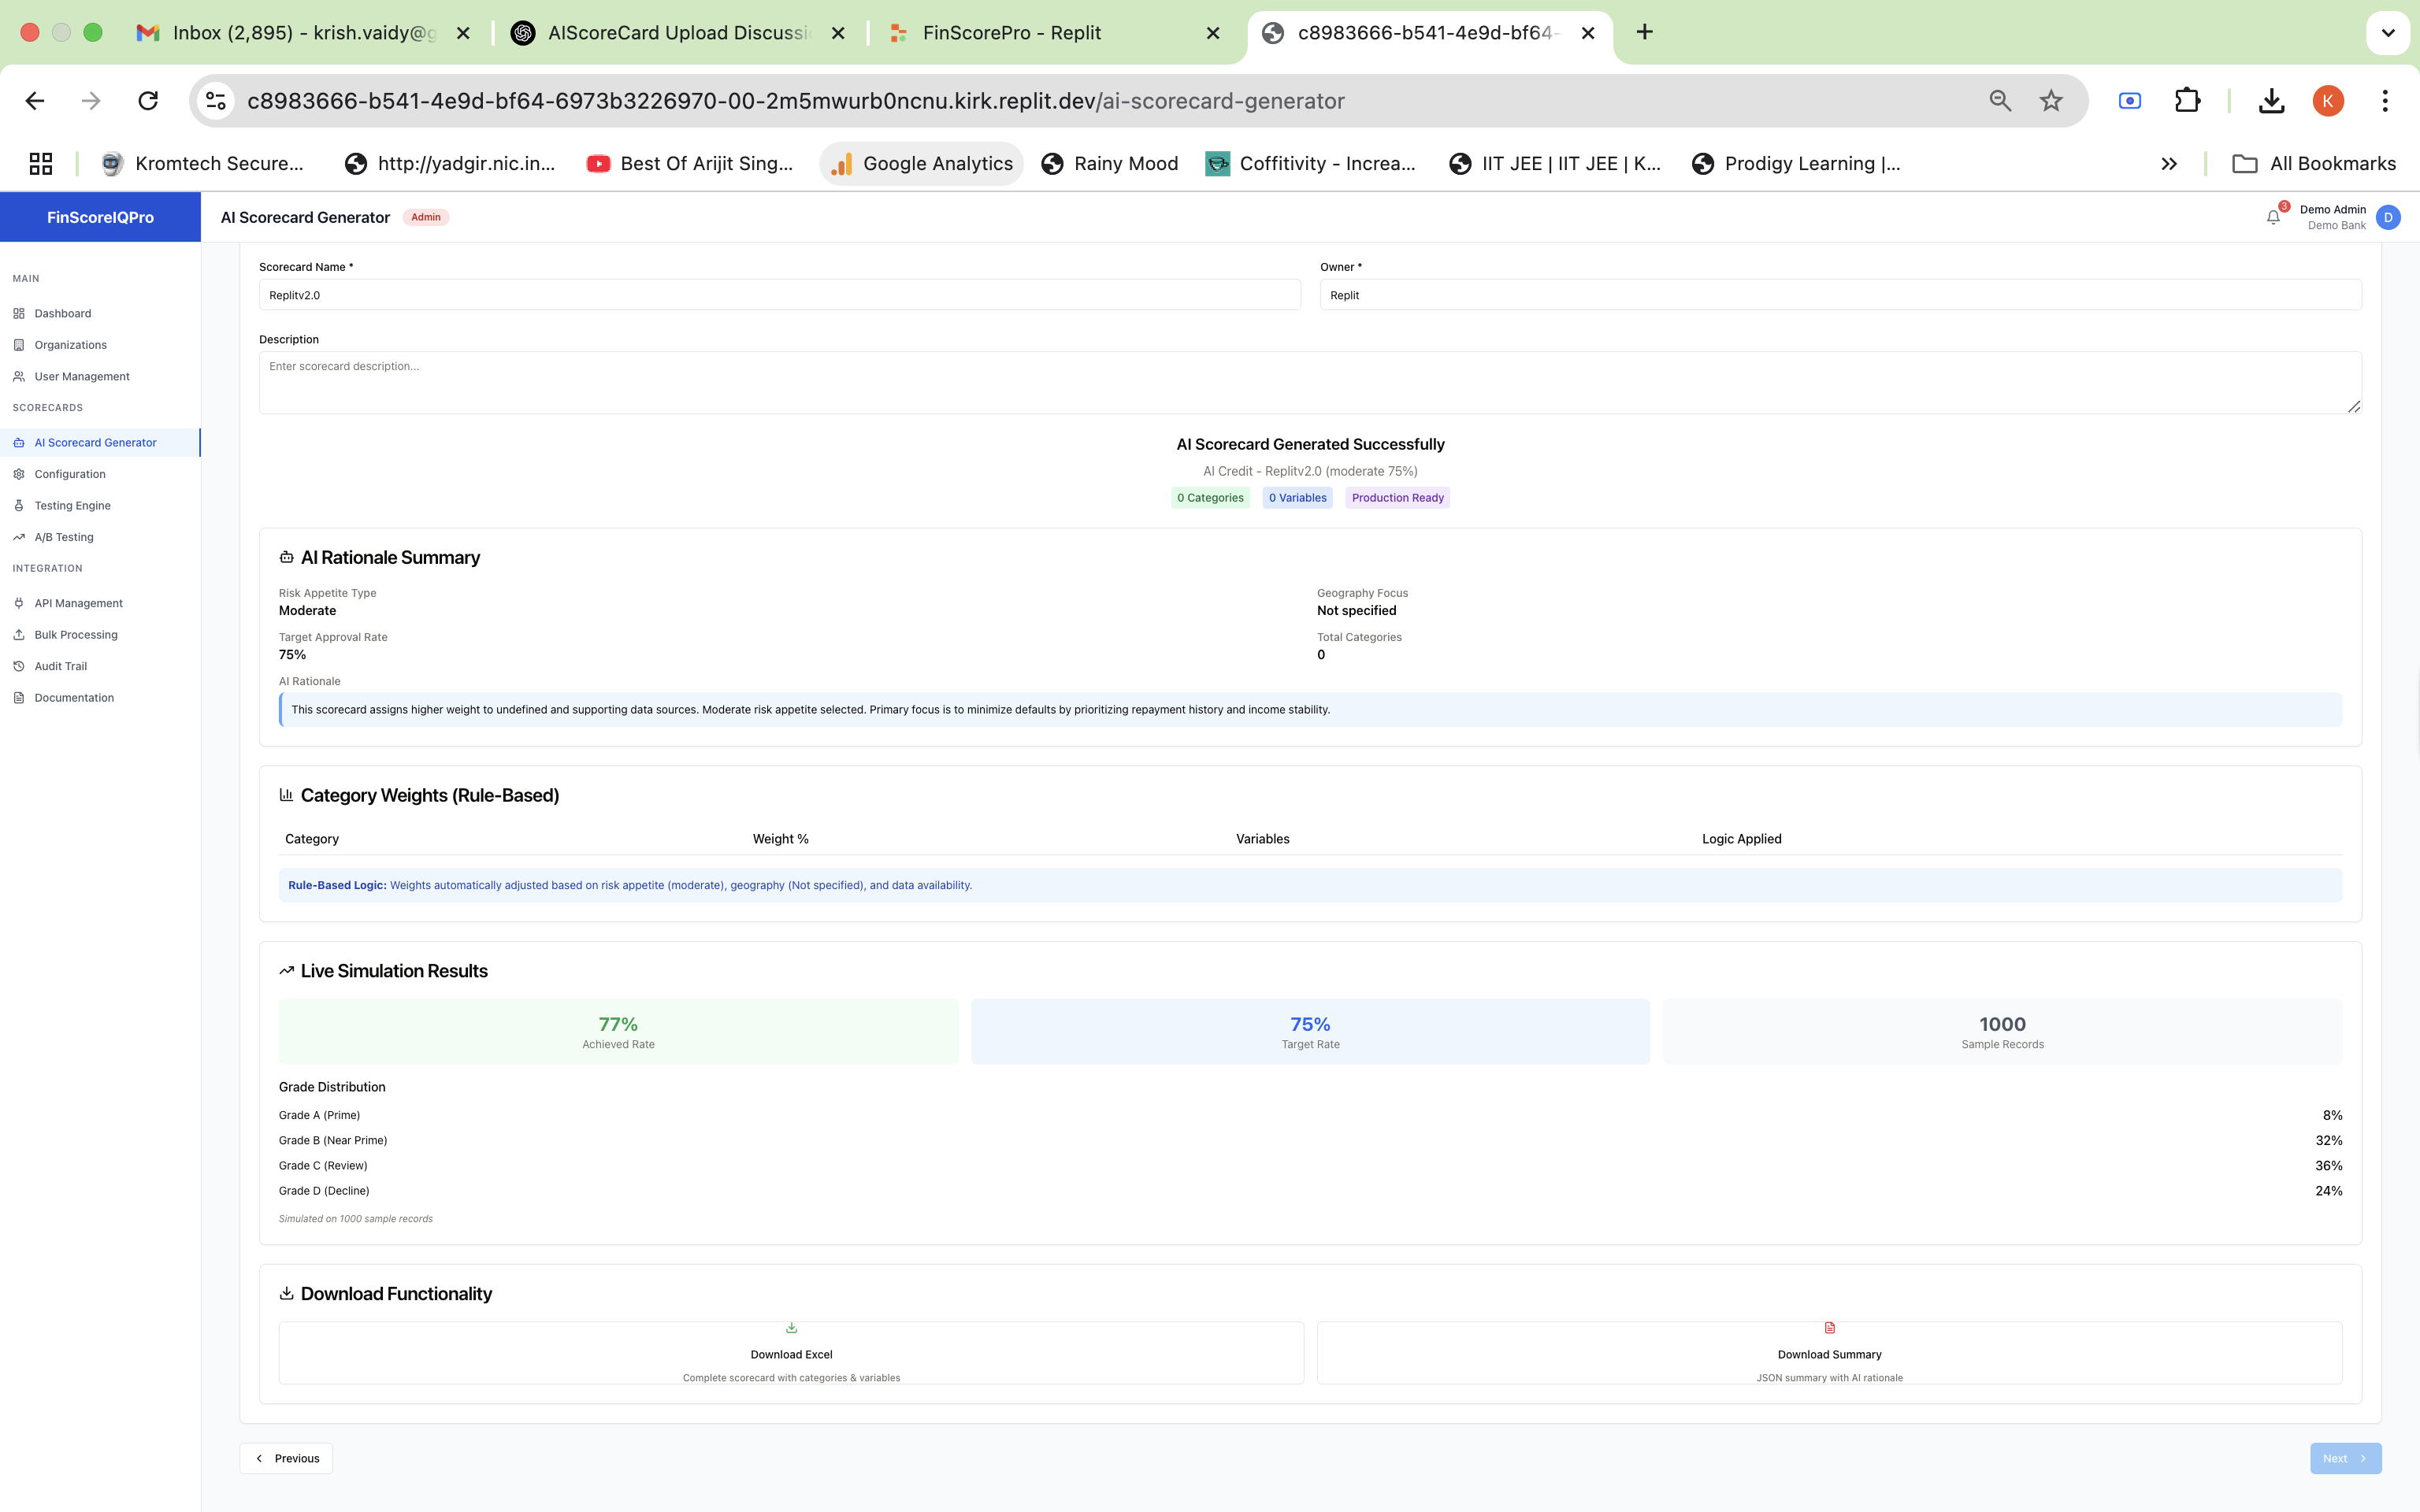 Inbox (2,895) - krish.vaidy@g
AIScoreCard Upload Discussi
FinScorePro - Replit
c8983666-b541-4e9d-bf64-
c8983666-b541-4e9d-bf64-6973b3226970-00-2m5mwurb0ncnu.kirk.replit.dev/ai-scorecard-generator
K
Kromtech Secure...
http://yadgir.nic.in...
Best Of Arijit Sing...
Google Analytics
Rainy Mood
Coffitivity - Increa...
IIT JEE | IIT JEE | K...
Prodigy Learning |...
All Bookmarks
FinScoreIQPro
AI Scorecard Generator
Admin
3
Demo Admin
Demo Bank
D
MAIN
Dashboard
Organizations
User Management
SCORECARDS
AI Scorecard Generator
Configuration
Testing Engine
A/B Testing
INTEGRATION
API Management
Bulk Processing
Audit Trail
Documentation
Scorecard Name *
Replitv2.0
Owner *
Replit
Description
Enter scorecard description...
AI Scorecard Generated Successfully
AI Credit - Replitv2.0 (moderate 75%)
0 Categories
0 Variables
Production Ready
AI Rationale Summary
Risk Appetite Type
Moderate
Geography Focus
Not specified
Target Approval Rate
75%
Total Categories
0
AI Rationale
This scorecard assigns higher weight to undefined and supporting data sources. Moderate risk appetite selected. Primary focus is to minimize defaults by prioritizing repayment history and income stability.
Category Weights (Rule-Based)
Category Weight % Variables Logic Applied
Rule-Based Logic: Weights automatically adjusted based on risk appetite (moderate), geography (Not specified), and data availability.
Live Simulation Results
77%
Achieved Rate
75%
Target Rate
1000
Sample Records
Grade Distribution
Grade A (Prime) 8%
Grade B (Near Prime) 32%
Grade C (Review) 36%
Grade D (Decline) 24%
Simulated on 1000 sample records
Download Functionality
Download Excel
Complete scorecard with categories & variables
Download Summary
JSON summary with AI rationale
Previous
Next